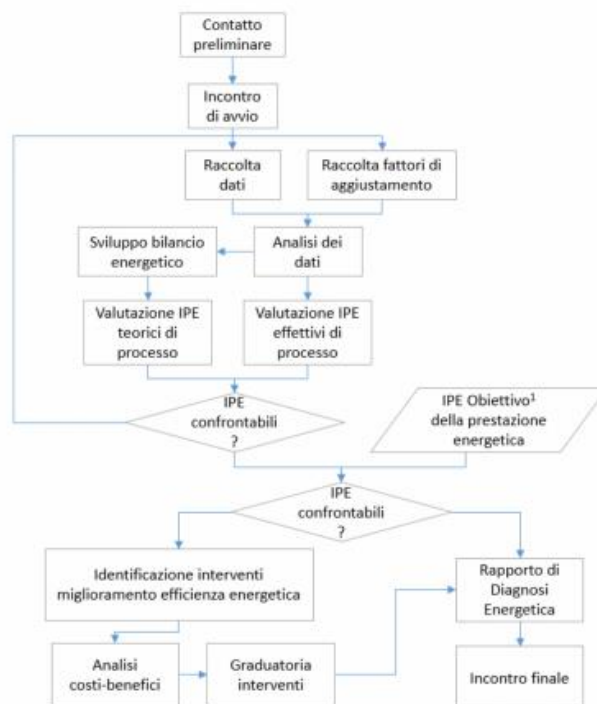 Contatto
preliminare
Incontro
di avvio
Raccolta
dati
Raccolta fattori di
aggiustamento
Sviluppo bilancio
energetico
Analisi dei
dati
Valutazione IPE
teorici di
processo
Valutazione IPE
effettivi di
processo
IPE
confrontabili
?
IPE Obiettivo¹
della prestazione
energetica
IPE
confrontabili
?
Identificazione interventi
miglioramento efficienza energetica
Rapporto di
Diagnosi
Energetica
Analisi
costi-benefici
Graduatoria
interventi
Incontro finale